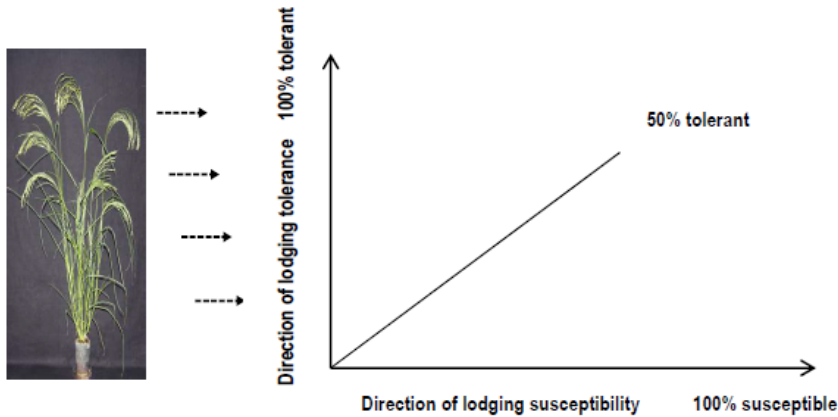 100% tolerant
Direction of lodging tolerance
50% tolerant
Direction of lodging susceptibility
100% susceptible